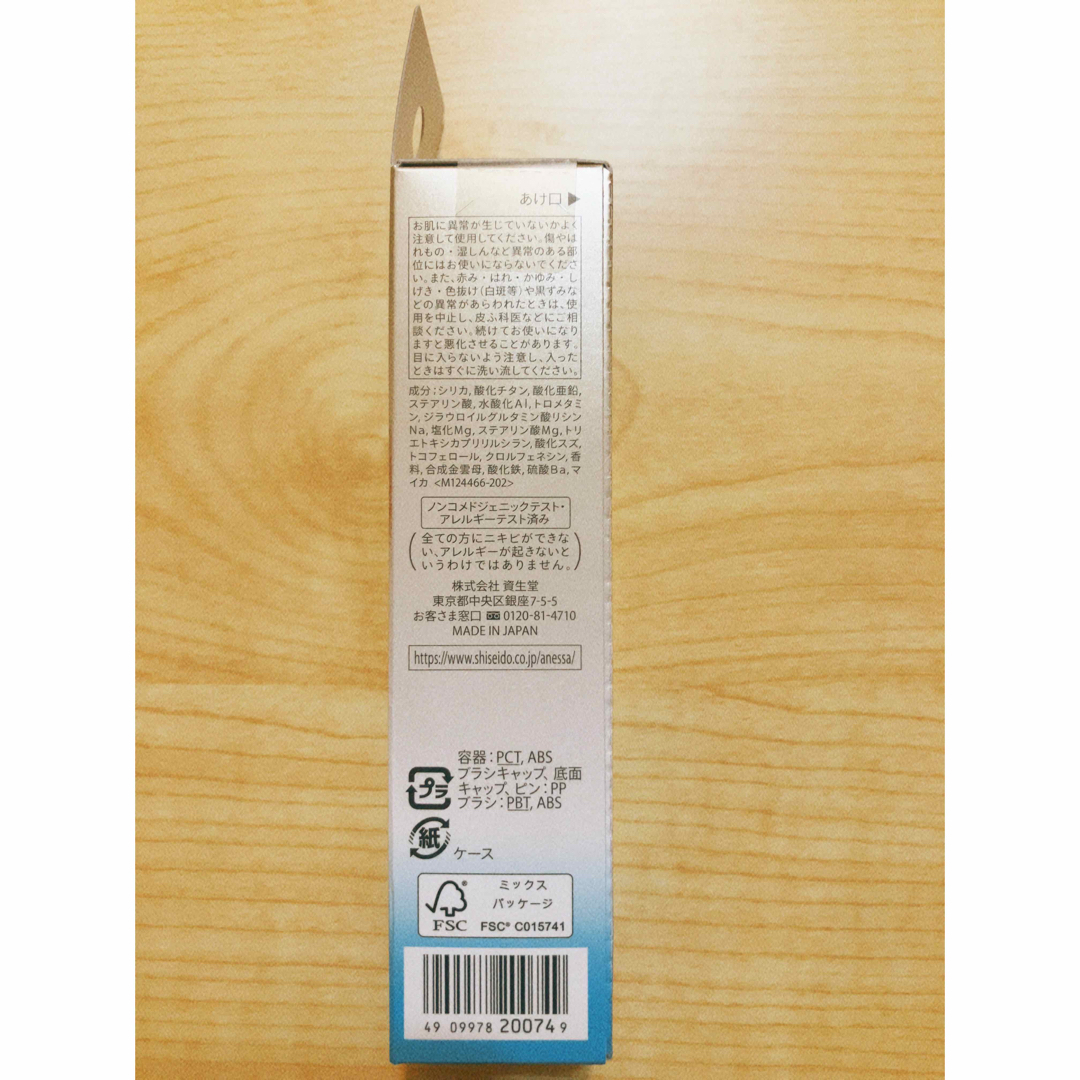 あけ口 ▶
お肌に異常が生じていないかよく
注意して使用してください。傷やは
れもの・湿しんなど異常のある部
位にはお使いにならないでくださ
い。また、赤み・はれ・かゆみ・し
げき・色抜け（白斑等）や黒ずみな
どの異常があらわれたときは、使
用を中止し、皮ふ科医などにご相
談ください。続けてお使いになり
ますと悪化させることがあります。
目に入らないよう注意し、入った
ときはすぐに洗い流してください。
成分；シリカ, 酸化チタン, 酸化亜鉛,
ステアリン酸, 水酸化Al, トロメタミ
ン, ジラウロイルグルタミン酸リシン
Na, 塩化Mg, ステアリン酸Mg, トリ
エトキシカプリリルシラン, 酸化スズ,
トコフェロール, クロルフェネシン, 香
料, 合成金雲母, 酸化鉄, 硫酸Ba, マ
イカ <M124466-202>
ノンコメドジェニックテスト・
アレルギーテスト済み
（全ての方にニキビができな
い、アレルギーが起きないと
いうわけではありません。）
株式会社 資生堂
東京都中央区銀座7-5-5
お客さま窓口 0120-81-4710
MADE IN JAPAN
https://www.shiseido.co.jp/anessa/
プラ
容器：PCT, ABS
ブラシキャップ、底面
キャップ、ピン：PP
ブラシ：PBT, ABS
紙 ケース
ミックス
パッケージ
FSC FSC® C015741
49 09978 200749